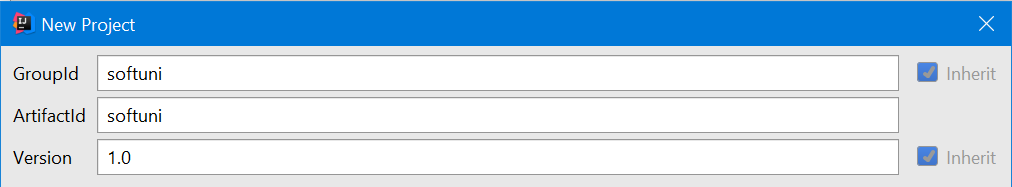 New Project
GroupId softuni Inherit
ArtifactId softuni
Version 1.0 Inherit